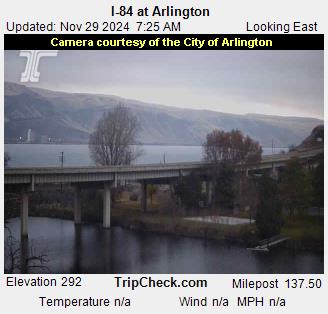 I-84 at Arlington
Updated: Nov 29 2024 7:25 AM Looking East
Camera courtesy of the City of Arlington
Elevation 292 TripCheck.com Milepost 137.50
Temperature n/a Wind n/a MPH n/a